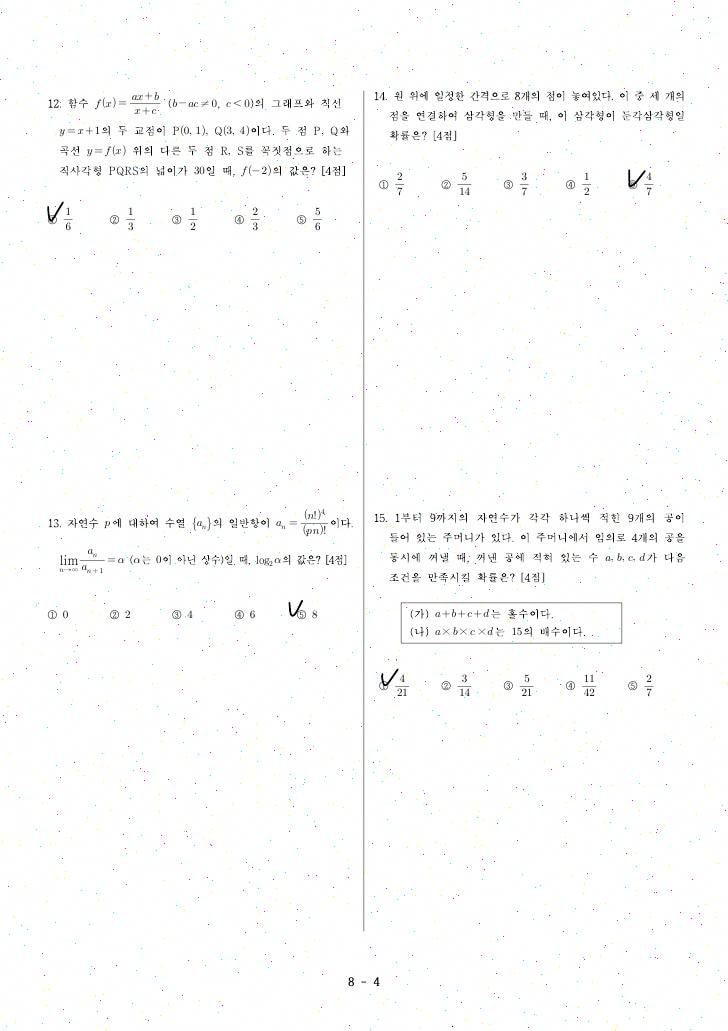 12. 함수 f(x) = \frac{ax+b}{x+c} (b-ac≠0, c<0)의 그래프와 직선
y=x+1의 두 교점이 P(0, 1), Q(3, 4)이다. 두 점 P, Q와
곡선 y=f(x) 위의 다른 두 점 R, S를 꼭짓점으로 하는
직사각형 PQRS의 넓이가 30일 때, f(-2)의 값은? [4점]
① \frac{1}{6} ② \frac{1}{3} ③ \frac{1}{2} ④ \frac{2}{3} ⑤ \frac{5}{6}
13. 자연수 p에 대하여 수열 {a_n}의 일반항이 a_n = \frac{(n!)^4}{(pn)!}이다.
\lim_{n→∞} \frac{a_n}{a_{n+1}} = α (α는 0이 아닌 상수)일 때, log_2 α의 값은? [4점]
① 0 ② 2 ③ 4 ④ 6 ⑤ 8
14. 원 위에 일정한 간격으로 8개의 점이 놓여있다. 이 중 세 개의
점을 연결하여 삼각형을 만들 때, 이 삼각형이 둔각삼각형일
확률은? [4점]
① \frac{2}{7} ② \frac{5}{14} ③ \frac{3}{7} ④ \frac{1}{2} ⑤ \frac{4}{7}
15. 1부터 9까지의 자연수가 각각 하나씩 적힌 9개의 공이
들어 있는 주머니가 있다. 이 주머니에서 임의로 4개의 공을
동시에 꺼낼 때, 꺼낸 공에 적혀 있는 수 a, b, c, d가 다음
조건을 만족시킬 확률은? [4점]
(가) a+b+c+d는 홀수이다.
(나) a×b×c×d는 15의 배수이다.
① \frac{4}{21} ② \frac{3}{14} ③ \frac{5}{21} ④ \frac{11}{42} ⑤ \frac{2}{7}
8 - 4